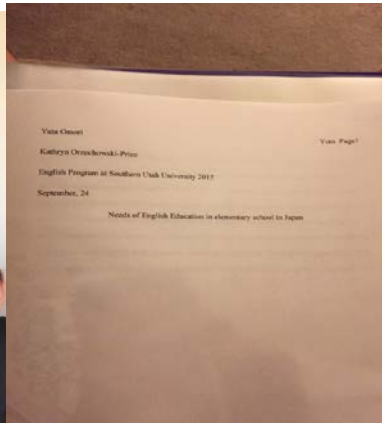 Yuta Omori
Yuta Page1
Kathryn Orzechowski-Price
English Program at Southern Utah University 2015
September, 24
Needs of English Education in elementary school in Japan